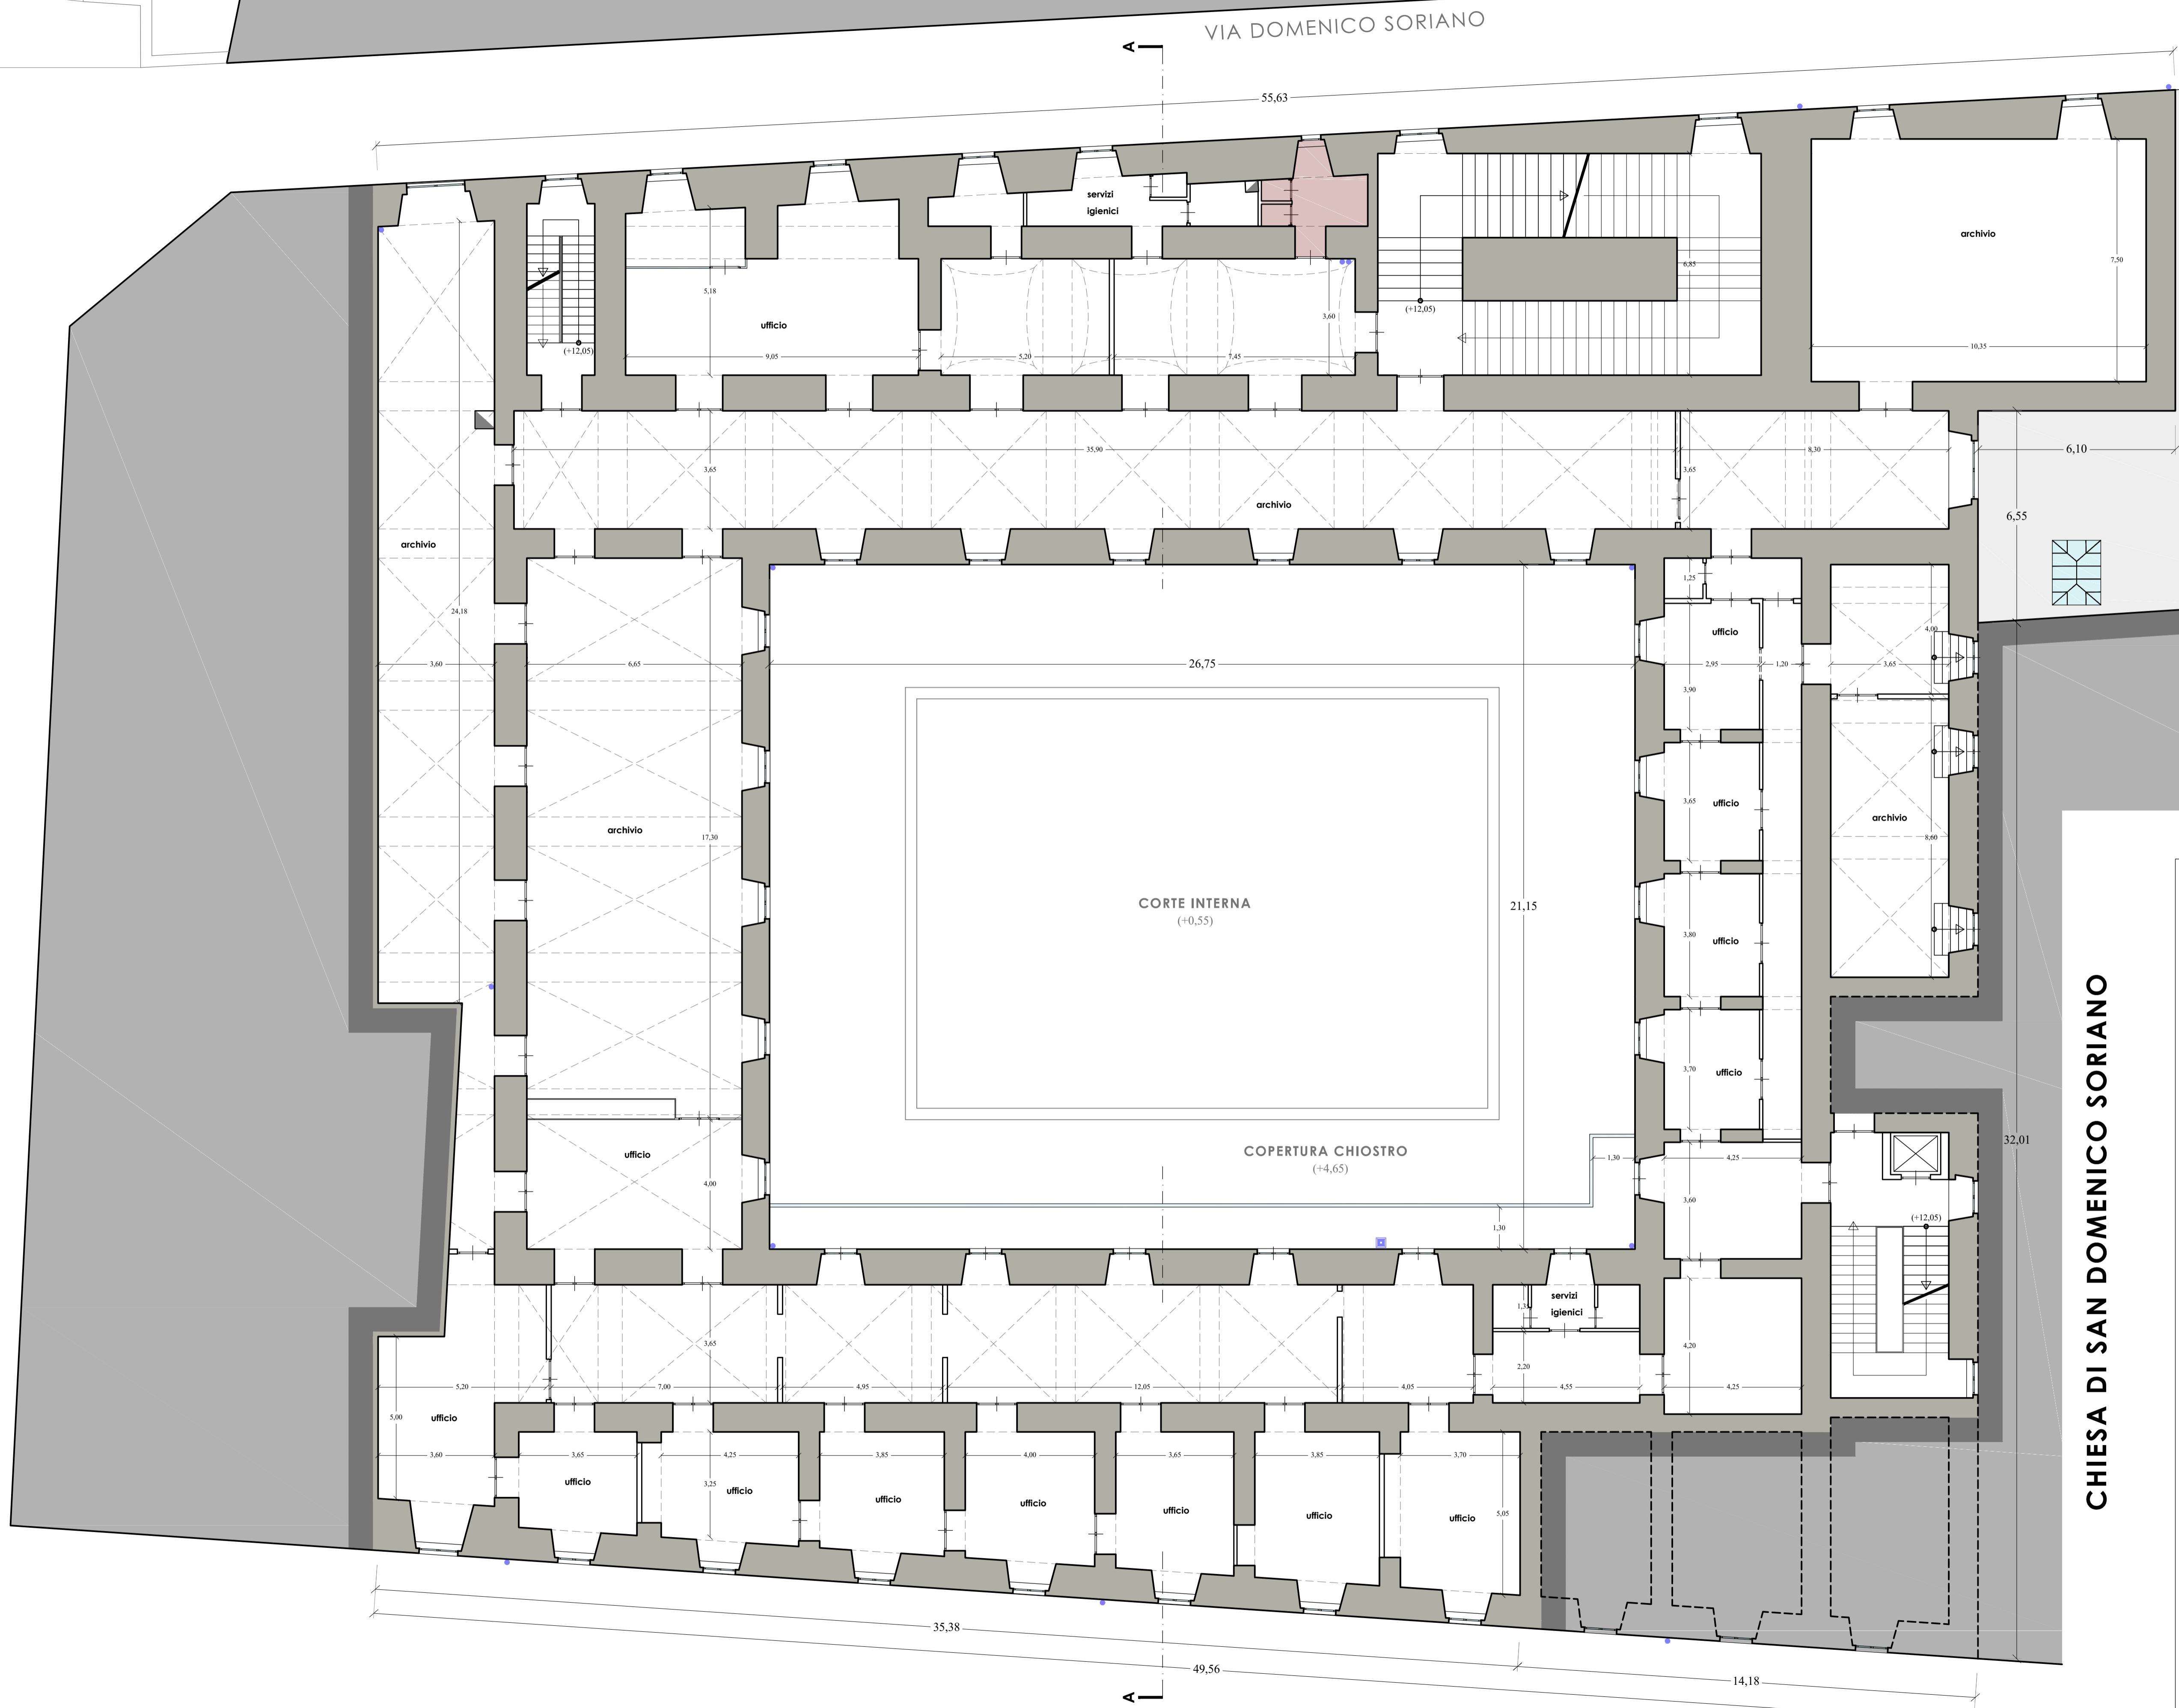 VIA DOMENICO SORIANO
A
55,63
servizi
igienici
archivio
7,50
6,85
5,18
ufficio
3,60
(+12,05)
(+12,05)
9,05
5,20
7,45
10,35
35,90
8,30
6,10
3,65
3,65
archivio
6,55
archivio
1,25
24,18
ufficio
4,00
3,60
6,65
26,75
2,95
1,20
3,65
3,90
3,65
ufficio
archivio
archivio
17,30
8,60
CORTE INTERNA
(+0,55)
21,15
3,80
ufficio
CHIESA DI SAN DOMENICO SORIANO
3,70
ufficio
32,01
ufficio
COPERTURA CHIOSTRO
(+4,65)
1,30
4,25
4,00
3,60
(+12,05)
1,30
servizi
igienici
3,65
4,20
2,20
5,20
7,00
4,95
12,05
4,05
4,55
4,25
5,00
ufficio
3,60
3,65
4,25
3,85
4,00
3,65
3,85
3,70
3,25
5,05
ufficio
ufficio
ufficio
ufficio
ufficio
ufficio
ufficio
35,38
49,56
14,18
A